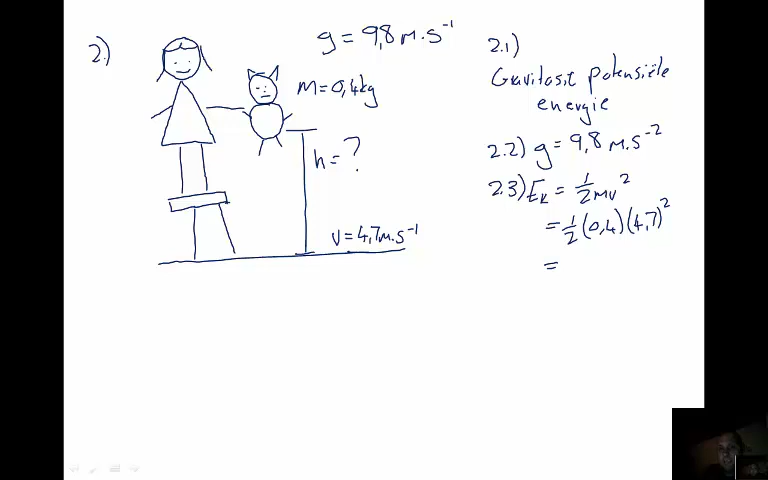 2.)
g = 9,8 m.s⁻¹
m = 0,4kg
h = ?
v = 4,7m.s⁻¹
2.1)
Gravitasie potensiële
energie
2.2) g = 9,8 m.s⁻²
2.3) Eₖ = ½mv²
= ½(0,4)(4,7)²
=